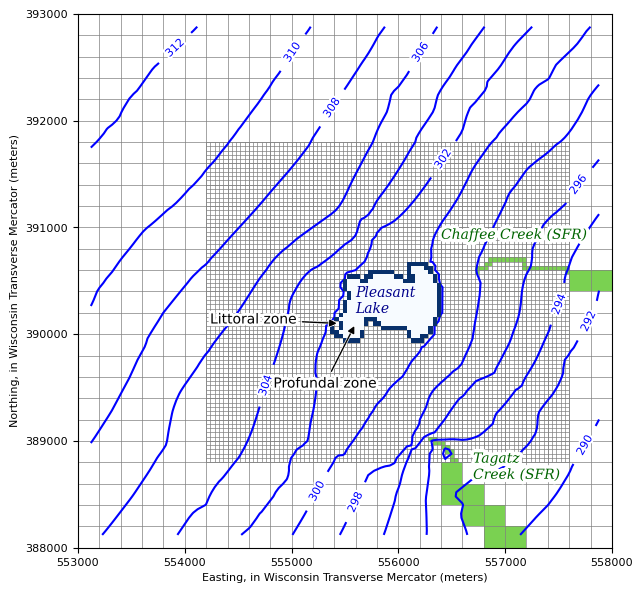 393000
392000
391000
390000
389000
388000
Northing, in Wisconsin Transverse Mercator (meters)
312
310
308
306
302
296
Chaffee Creek (SFR)
Pleasant
Lake
Littoral zone
294
292
Profundal zone
304
290
Tagatz
Creek (SFR)
300
298
553000 554000 555000 556000 557000 558000
Easting, in Wisconsin Transverse Mercator (meters)